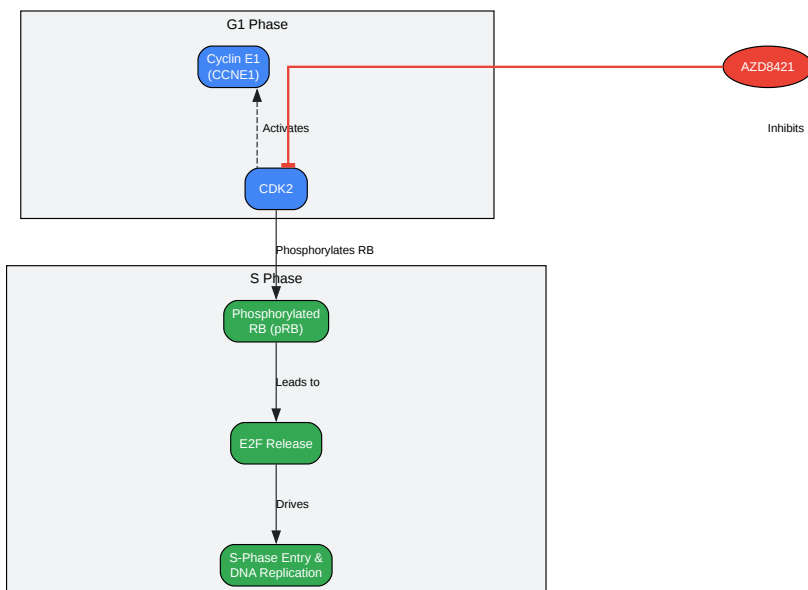 G1 Phase
Cyclin E1
(CCNE1)
AZD8421
Activates
Inhibits
CDK2
Phosphorylates RB
S Phase
Phosphorylated
RB (pRB)
Leads to
E2F Release
Drives
S-Phase Entry &
DNA Replication